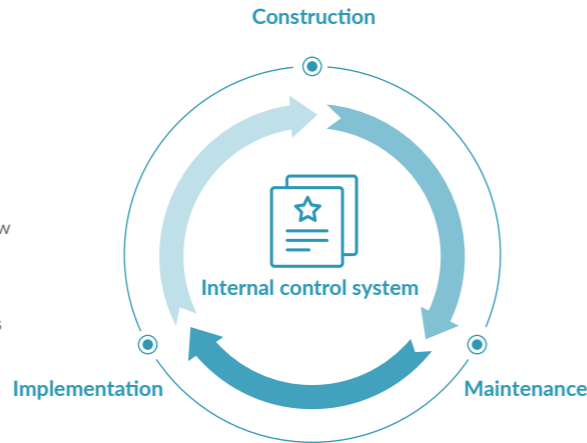 Construction
Internal control system
Implementation
Maintenance